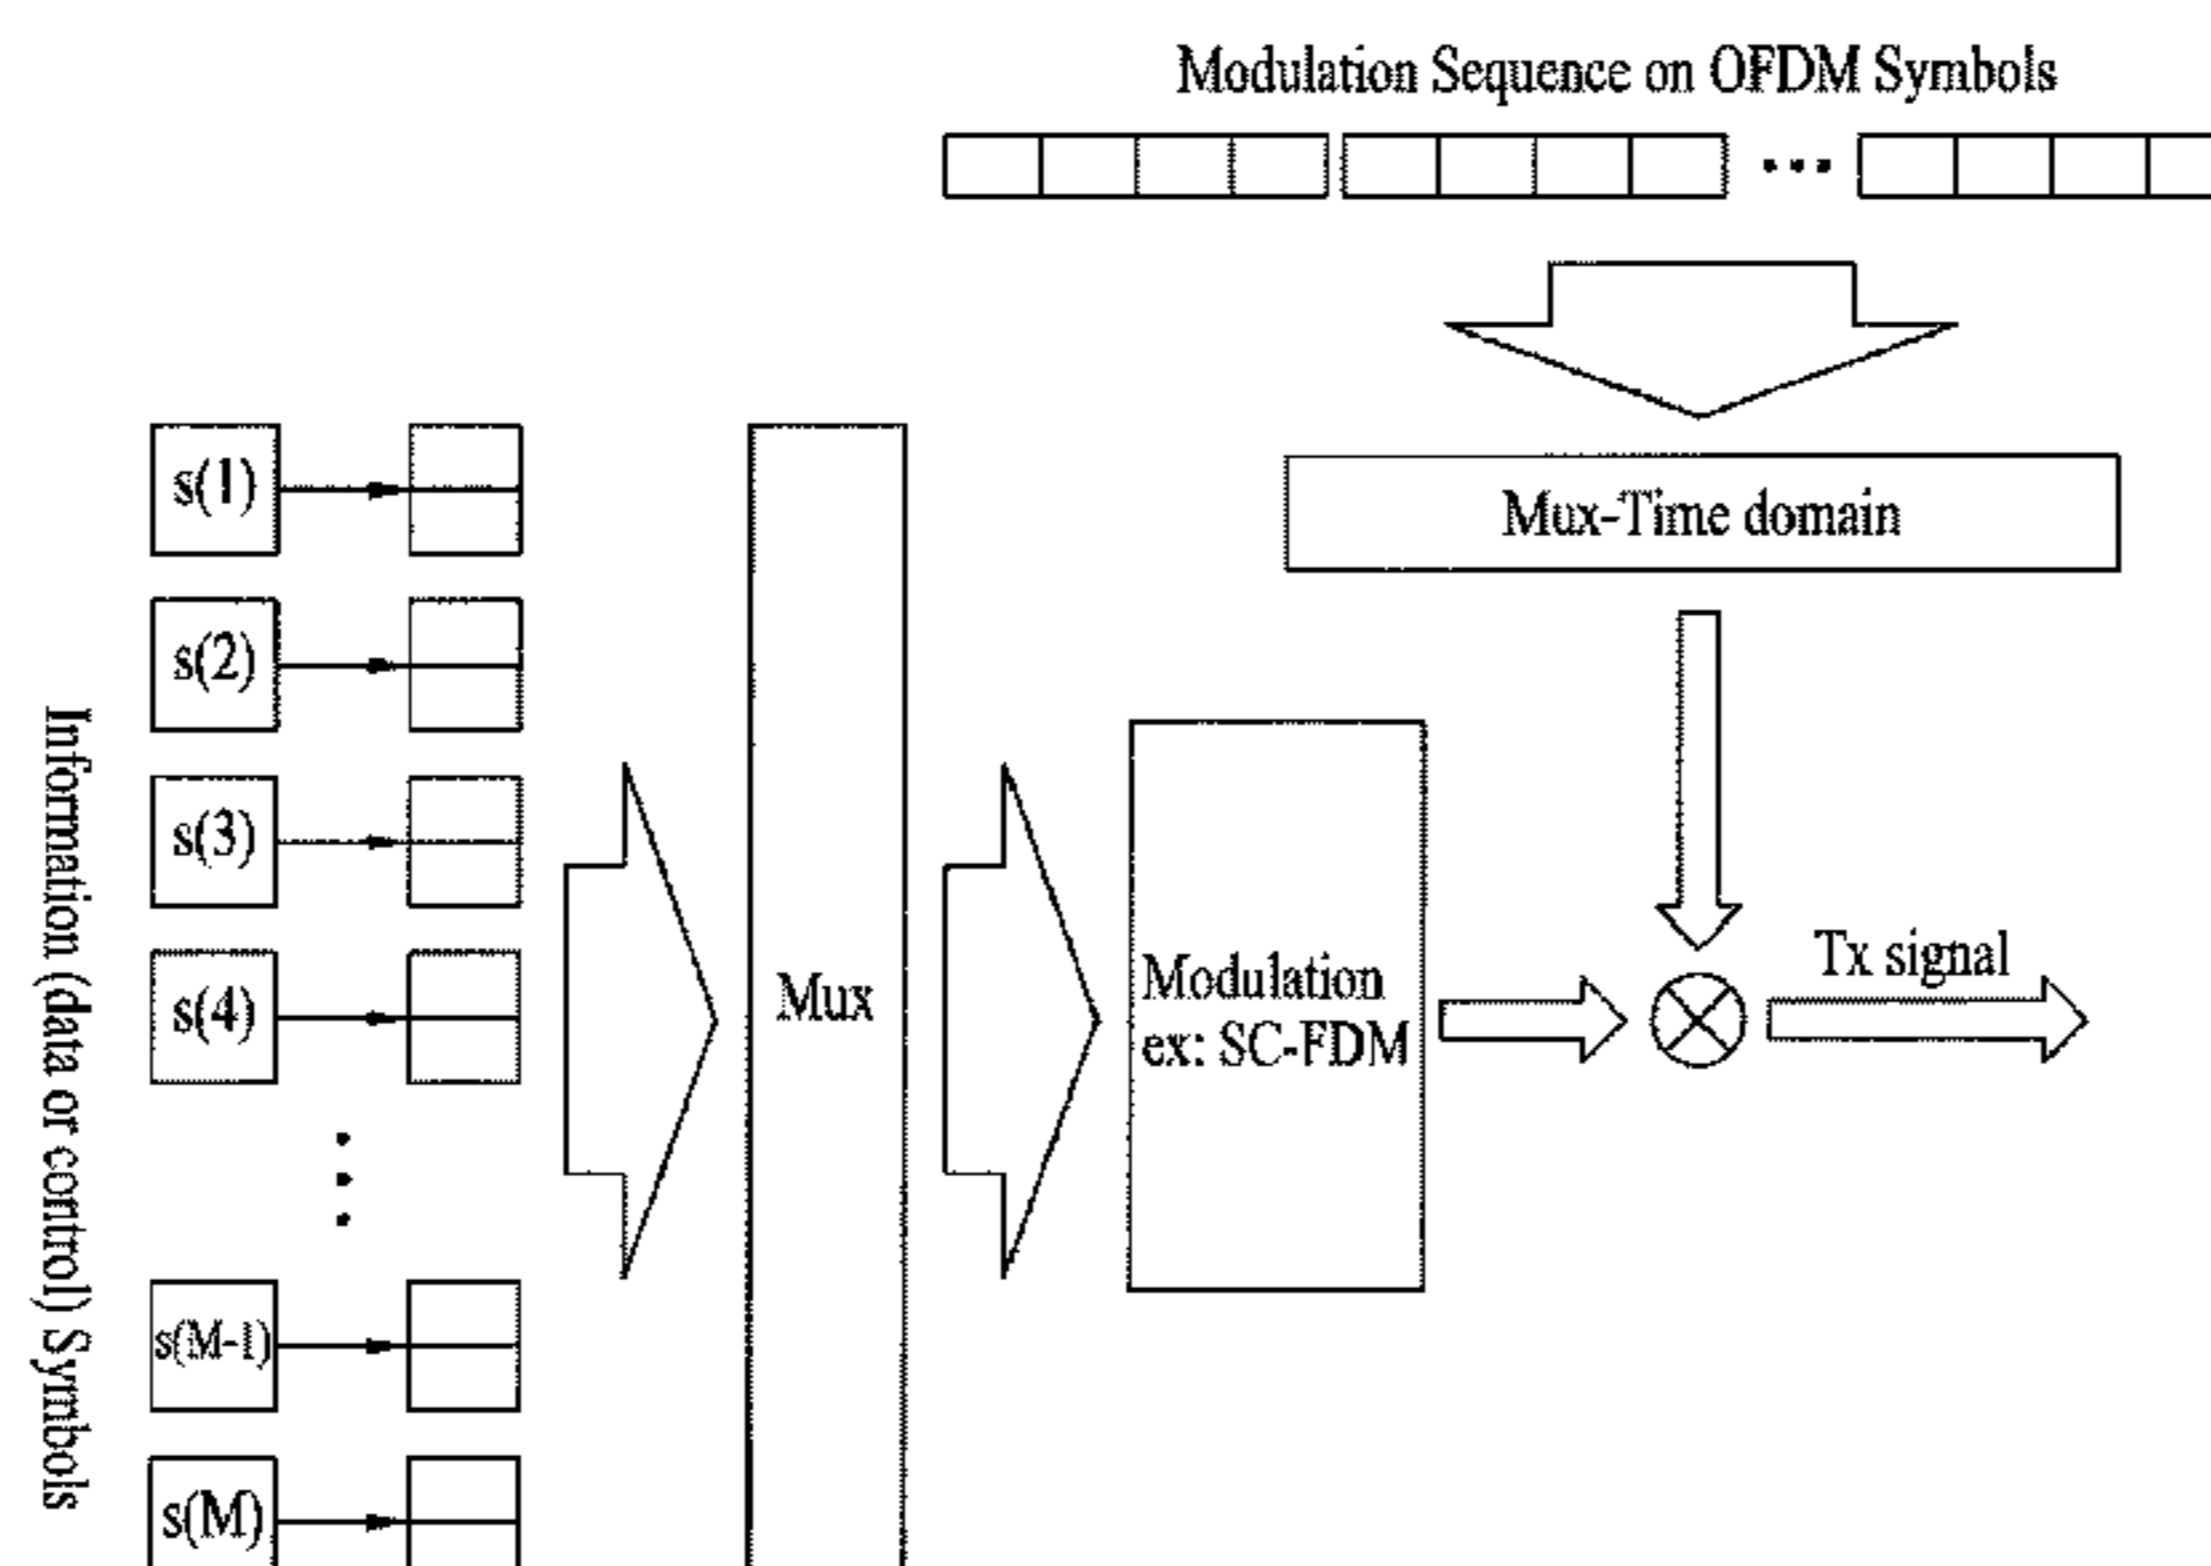 Modulation Sequence on OFDM Symbols
...
Mux-Time domain
s(1)
s(2)
s(3)
s(4)
s(M-1)
s(M)
Information (data or control) Symbols
Mux
Modulation
ex: SC-FDM
Tx signal